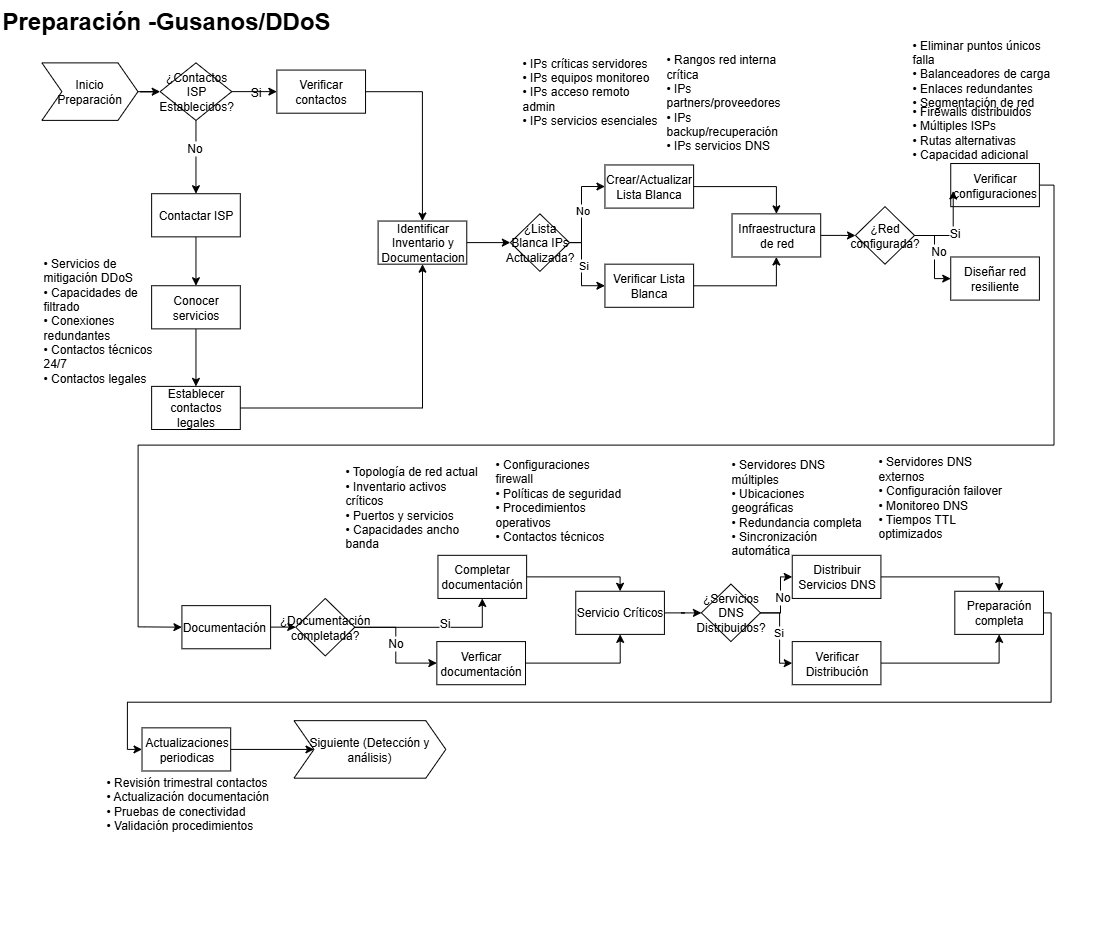 Preparación -Gusanos/DDoS
Inicio
Preparación
¿Contactos
ISP
Establecidos?
Si
Verificar
contactos
No
Contactar ISP
Conocer
servicios
• Servicios de
mitigación DDoS
• Capacidades de
filtrado
• Conexiones
redundantes
• Contactos técnicos
24/7
• Contactos legales
Establecer
contactos
legales
Identificar
Inventario y
Documentacion
• IPs críticas servidores
• IPs equipos monitoreo
• IPs acceso remoto
admin
• IPs servicios esenciales
• Rangos red interna
crítica
• IPs
partners/proveedores
• IPs
backup/recuperación
• IPs servicios DNS
¿Lista
Blanca IPs
Actualizada?
No
Crear/Actualizar
Lista Blanca
Si
Verificar Lista
Blanca
Infraestructura
de red
¿Red
configurada?
• Eliminar puntos únicos
falla
• Balanceadores de carga
• Enlaces redundantes
• Segmentación de red
• Firewalls distribuidos
• Múltiples ISPs
• Rutas alternativas
• Capacidad adicional
Verificar
configuraciones
Si
No
Diseñar red
resiliente
Documentación
¿Documentación
completada?
• Topología de red actual
• Inventario activos
críticos
• Puertos y servicios
• Capacidades ancho
banda
• Configuraciones
firewall
• Políticas de seguridad
• Procedimientos
operativos
• Contactos técnicos
Completar
documentación
Si
No
Verficar
documentación
Servicio Críticos
¿Servicios
DNS
Distribuidos?
• Servidores DNS
múltiples
• Ubicaciones
geográficas
• Redundancia completa
• Sincronización
automática
• Servidores DNS
externos
• Configuración failover
• Monitoreo DNS
• Tiempos TTL
optimizados
No
Distribuir
Servicios DNS
Si
Verificar
Distribución
Preparación
completa
Actualizaciones
periodicas
• Revisión trimestral contactos
• Actualización documentación
• Pruebas de conectividad
• Validación procedimientos
Siguiente (Detección y
análisis)